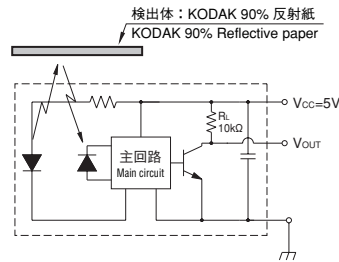 検出体：KODAK 90% 反射紙
KODAK 90% Reflective paper
VCC=5V
RL
10kΩ
VOUT
主回路
Main circuit